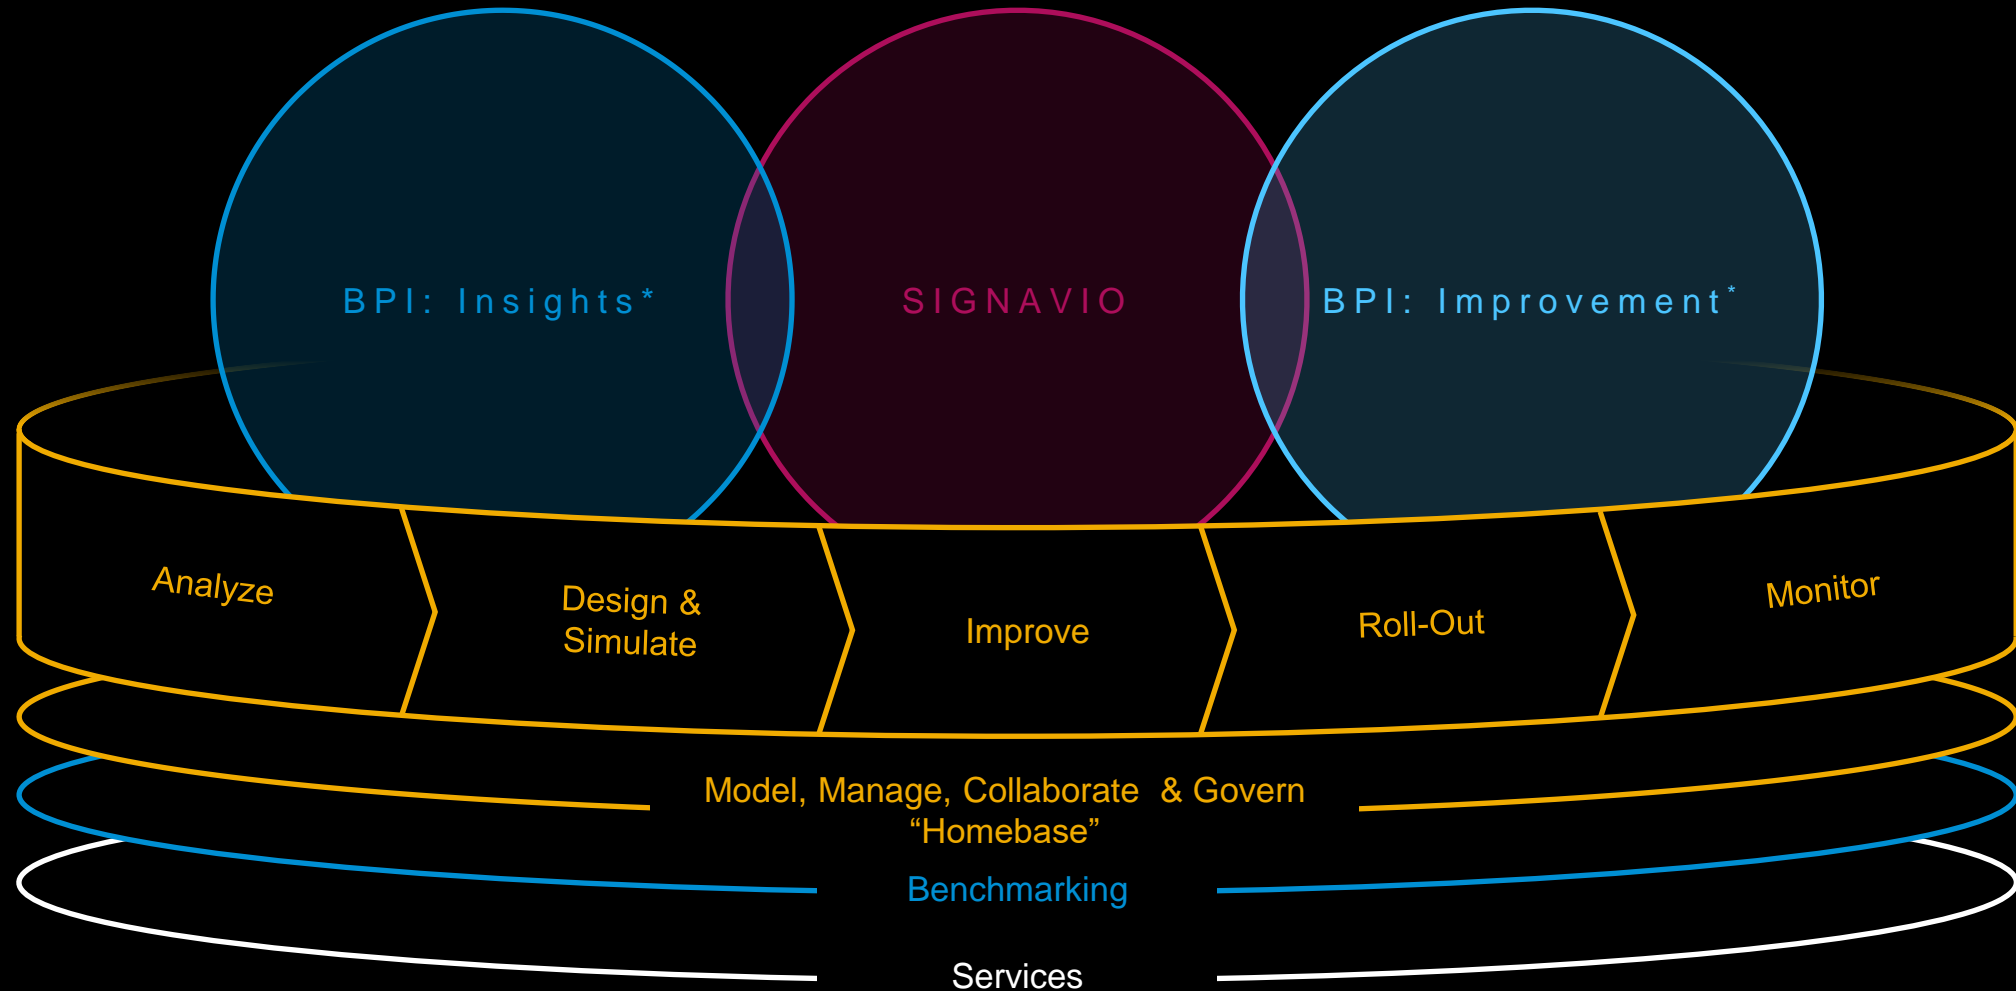 BPI: Insights*
SIGNAVIO
BPI: Improvement*
Analyze
Design &
Simulate
Improve
Roll-Out
Monitor
Model, Manage, Collaborate & Govern
“Homebase”
Benchmarking
Services